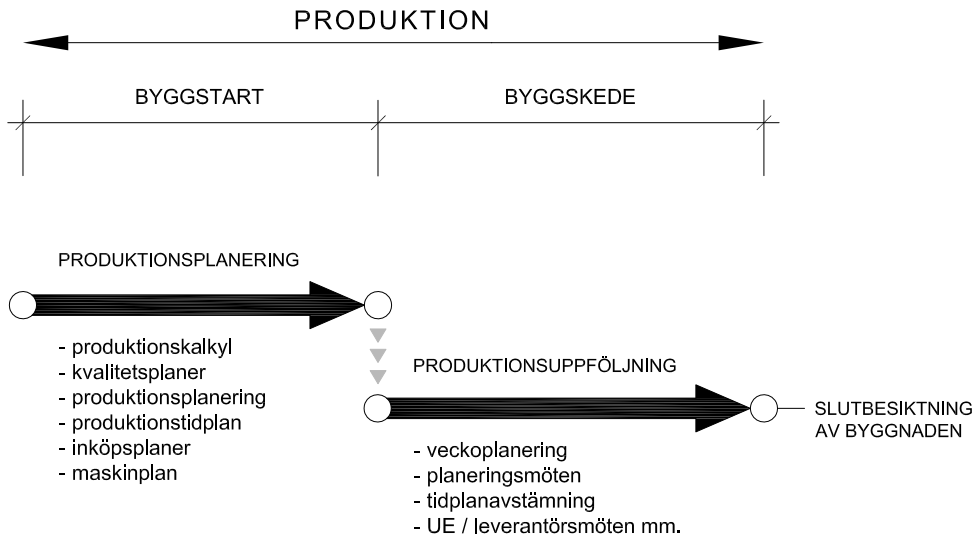 PRODUKTION
BYGGSTART
BYGGSKEDE
PRODUKTIONSPLANERING
- produktionskalkyl
- kvalitetsplaner
- produktionsplanering
- produktionstidplan
- inköpsplaner
- maskinplan
PRODUKTIONSUPPFÖLJNING
- veckoplanering
- planeringsmöten
- tidplanavstämning
- UE / leverantörsmöten mm.
SLUTBESIKTNING
AV BYGGNADEN